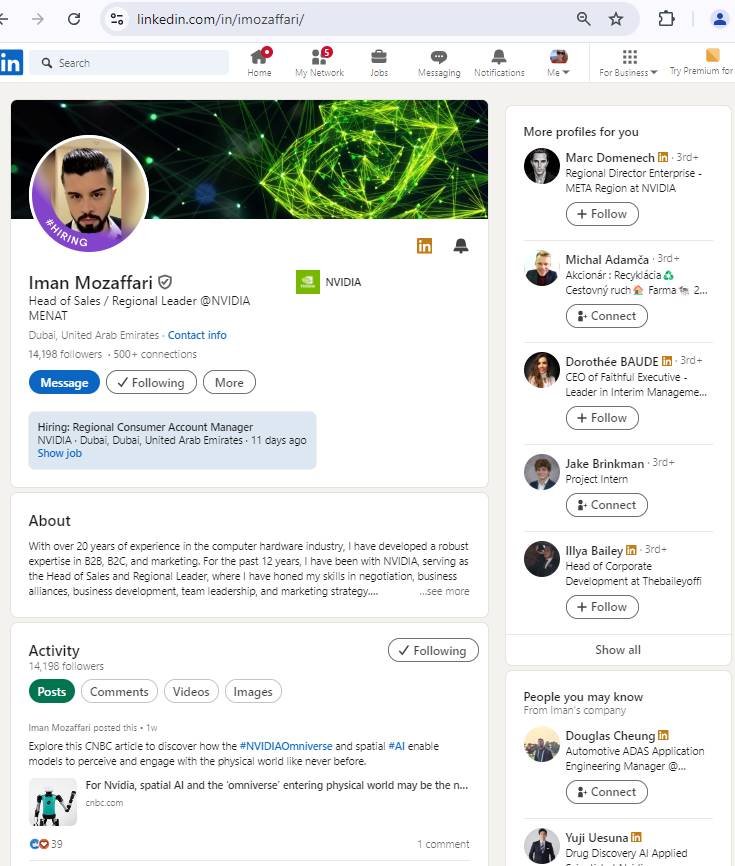 linkedin.com/in/imozaffari/
in
Search
Home
5
My Network
Jobs
Messaging
Notifications
Me
For Business
Try Premium for
#HIRING
in
Iman Mozaffari
NVIDIA
Head of Sales / Regional Leader @NVIDIA
MENAT
Dubai, United Arab Emirates · Contact info
14,198 followers · 500+ connections
Message
Following
More
Hiring: Regional Consumer Account Manager
NVIDIA · Dubai, Dubai, United Arab Emirates · 11 days ago
Show job
About
With over 20 years of experience in the computer hardware industry, I have developed a robust
expertise in B2B, B2C, and marketing. For the past 12 years, I have been with NVIDIA, serving as
the Head of Sales and Regional Leader, where I have honed my skills in negotiation, business
alliances, business development, team leadership, and marketing strategy....
...see more
Activity
14,198 followers
Following
Posts
Comments
Videos
Images
Iman Mozaffari posted this • 1w
Explore this CNBC article to discover how the #NVIDIAOmniverse and spatial #AI enable
models to perceive and engage with the physical world like never before.
For Nvidia, spatial AI and the ‘omniverse’ entering physical world may be the n...
cnbc.com
39
1 comment
More profiles for you
Marc Domenech in · 3rd+
Regional Director Enterprise -
META Region at NVIDIA
+ Follow
Michal Adamča · 3rd+
Akcionár : Recyklácia♻️
Cestovný ruch🏠 Farma🐄 2...
Connect
Dorothée BAUDE in · 3rd+
CEO of Faithful Executive -
Leader in Interim Manageme...
+ Follow
Jake Brinkman · 3rd+
Project Intern
Connect
Illya Bailey in · 3rd+
Head of Corporate
Development at Thebaileyoffi
+ Follow
Show all
People you may know
From Iman's company
Douglas Cheung in
Automotive ADAS Application
Engineering Manager @...
Connect
Yuji Uesuna in
Drug Discovery AI Applied